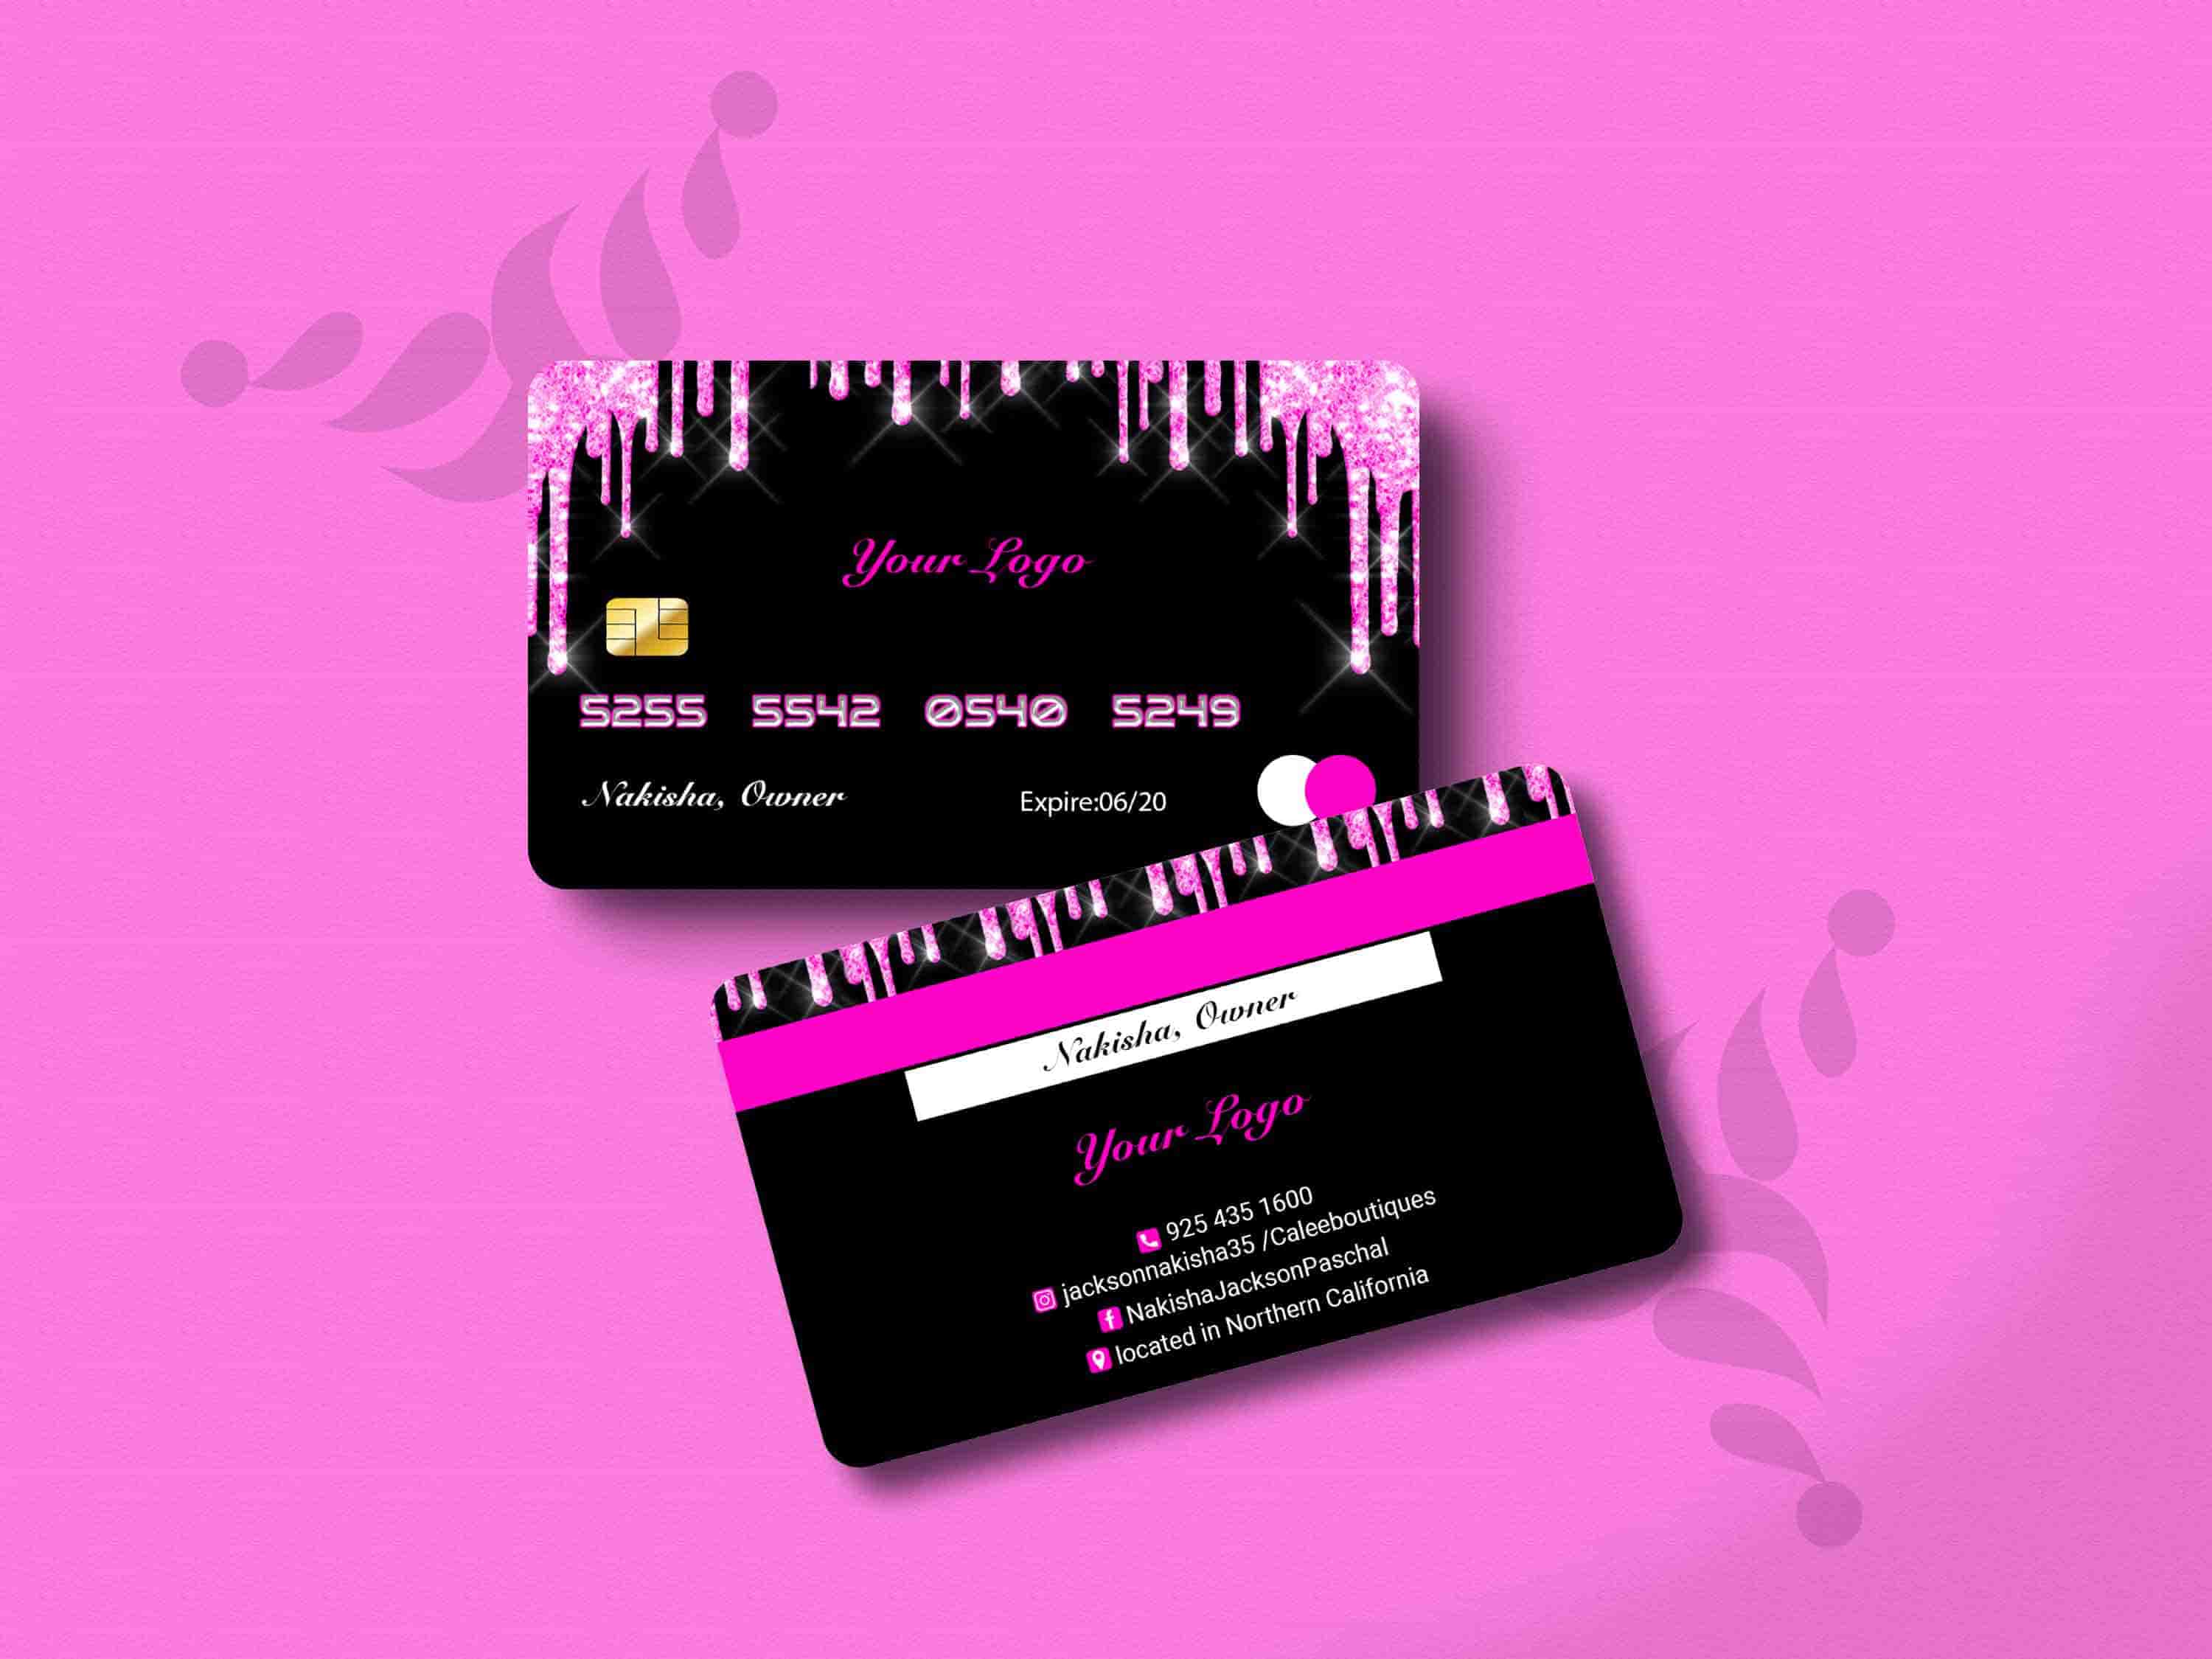 Your Logo
5255 5542 0540 5249
Nakisha, Owner
Expire:06/20
Nakisha, Owner
Your Logo
925 435 1600
jacksonnakisha35 /Caleeboutiques
NakishaJacksonPaschal
located in Northern California